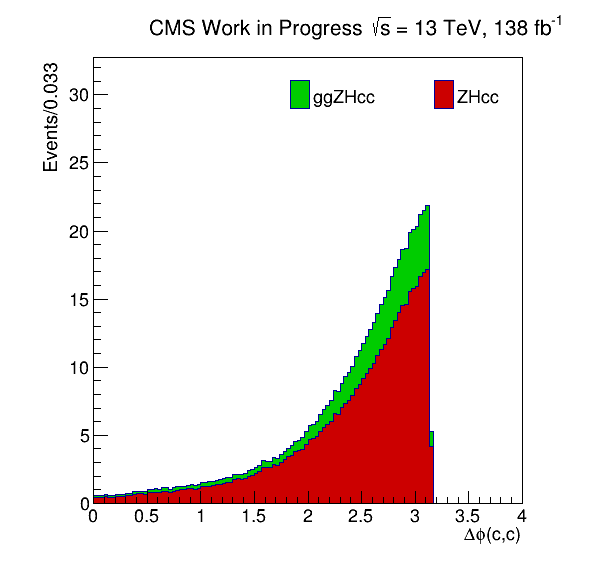 CMS Work in Progress √s = 13 TeV, 138 fb⁻¹
Events/0.033
ggZHcc
ZHcc
30
25
20
15
10
5
0
0 0.5 1 1.5 2 2.5 3 3.5 4
Δϕ(c,c)